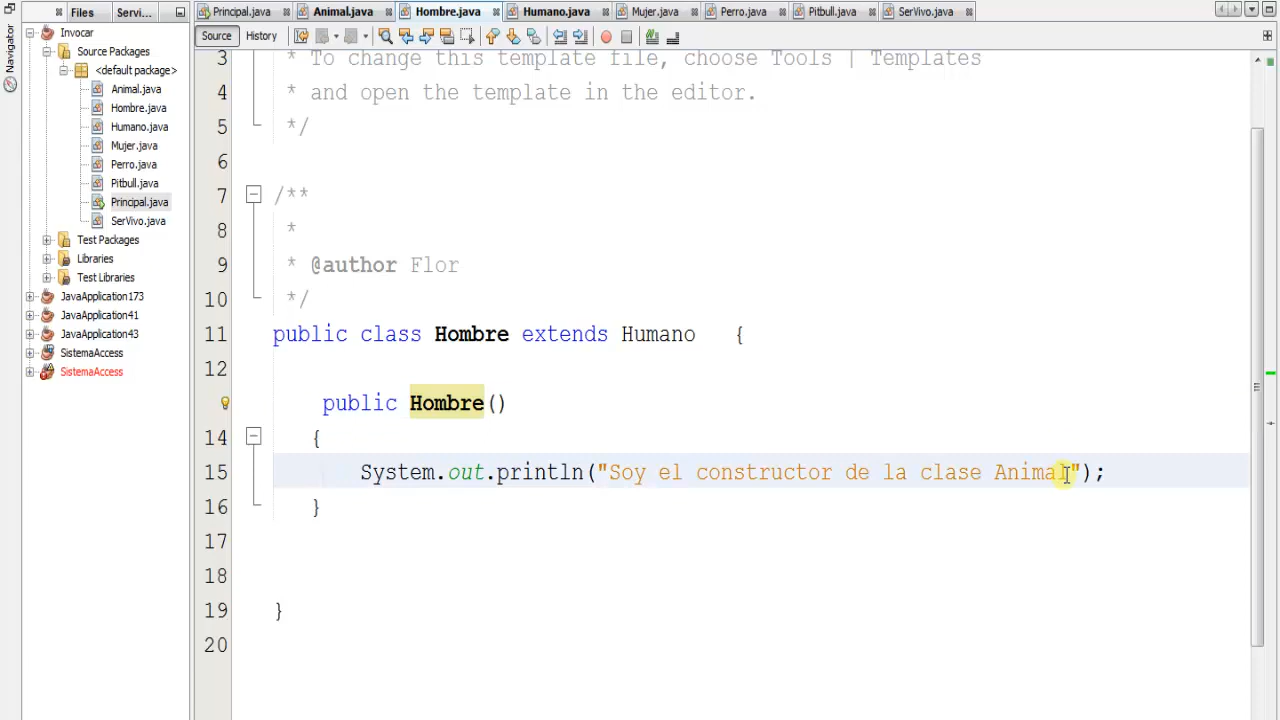 Files
Servi...
Principal.java
Animal.java
Hombre.java
Humano.java
Mujer.java
Perro.java
Pitbull.java
SerVivo.java
Navigator
Source
History
Invocar
Source Packages
<default package>
Animal.java
Hombre.java
Humano.java
Mujer.java
Perro.java
Pitbull.java
Principal.java
SerVivo.java
Test Packages
Libraries
Test Libraries
JavaApplication173
JavaApplication41
JavaApplication43
SistemaAccess
SistemaAccess
3 * To change this template file, choose Tools | Templates
4 * and open the template in the editor.
5 */
6
7 /**
8 *
9 * @author Flor
10 */
11 public class Hombre extends Humano {
12
public Hombre()
14 {
15 System.out.println("Soy el constructor de la clase Animal");
16 }
17
18
19 }
20